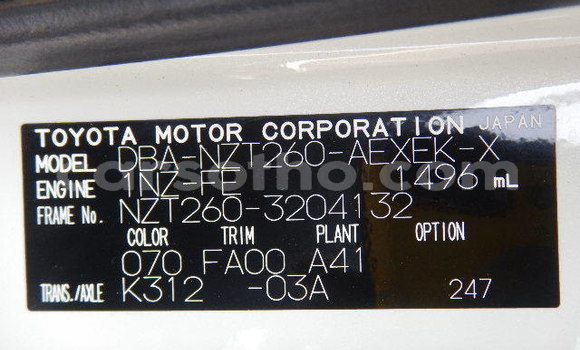 TOYOTA MOTOR CORPORATION JAPAN
MODEL DBA-NZT260-AEXEK-X
ENGINE 1NZ-FE 1496 mL
FRAME No. NZT260-3204132
COLOR TRIM PLANT OPTION
070 FA00 A41
TRANS./AXLE K312 -03A 247